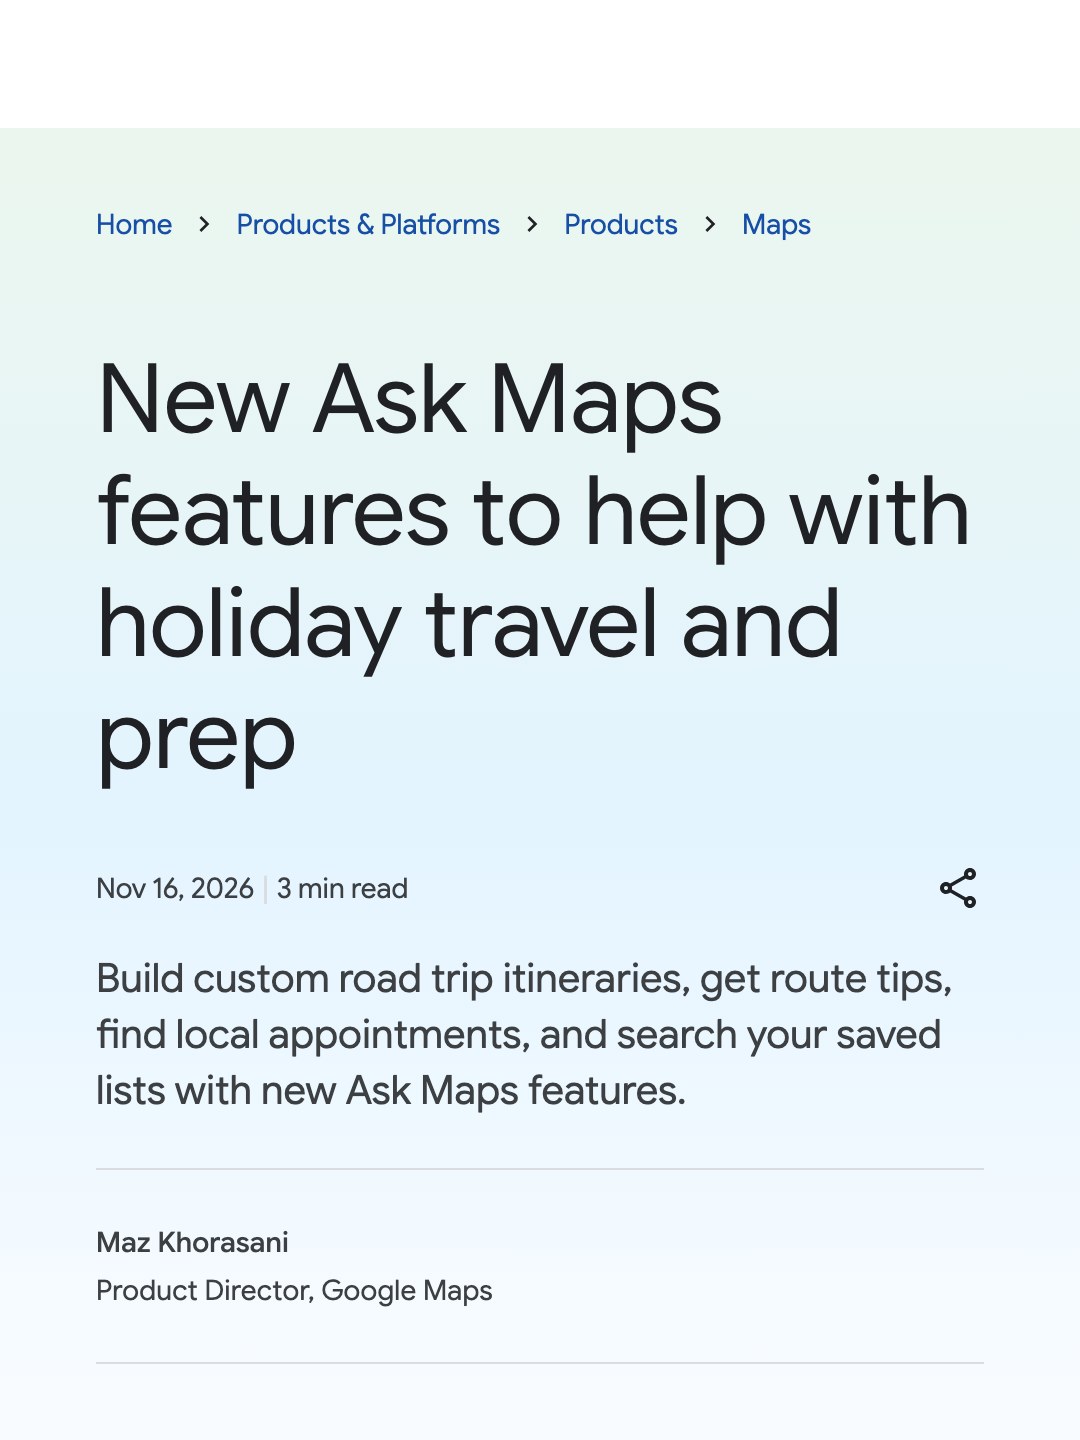 Home > Products & Platforms > Products > Maps
New Ask Maps
features to help with
holiday travel and
prep
Nov 16, 2026 | 3 min read
Build custom road trip itineraries, get route tips,
find local appointments, and search your saved
lists with new Ask Maps features.
Maz Khorasani
Product Director, Google Maps